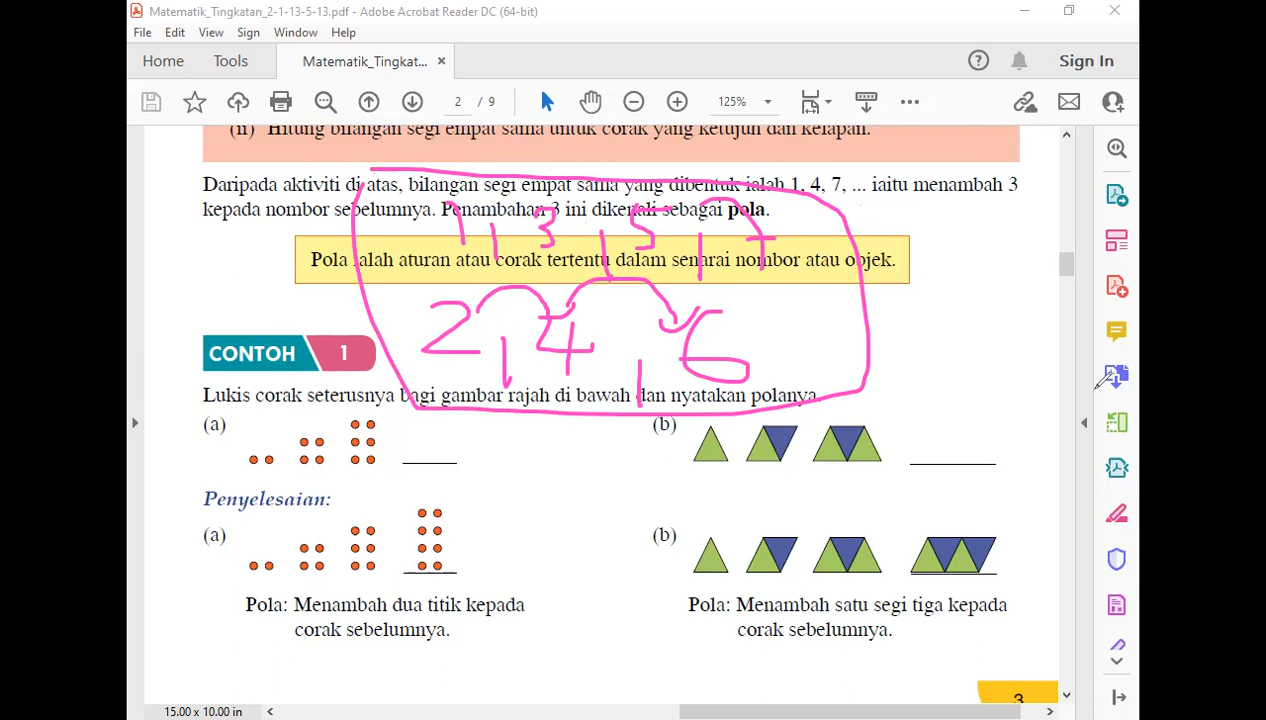 Matematik_Tingkatan_2-1-13-5-13.pdf - Adobe Acrobat Reader DC (64-bit)
File Edit View Sign Window Help
Home Tools Matematik_Tingkat... × Sign In
2 / 9 125%
(ii) Hitung bilangan segi empat sama untuk corak yang ketujuh dan kelapan.
Daripada aktiviti di atas, bilangan segi empat sama yang dibentuk ialah 1, 4, 7, ... iaitu menambah 3
kepada nombor sebelumnya. Penambahan 3 ini dikenali sebagai pola.
1, 3, 5, 7
Pola ialah aturan atau corak tertentu dalam senarai nombor atau objek.
2, 4, 6
CONTOH 1
Lukis corak seterusnya bagi gambar rajah di bawah dan nyatakan polanya.
(a) (b)
Penyelesaian:
(a) (b)
Pola: Menambah dua titik kepada
corak sebelumnya.
Pola: Menambah satu segi tiga kepada
corak sebelumnya.
3
15.00 x 10.00 in